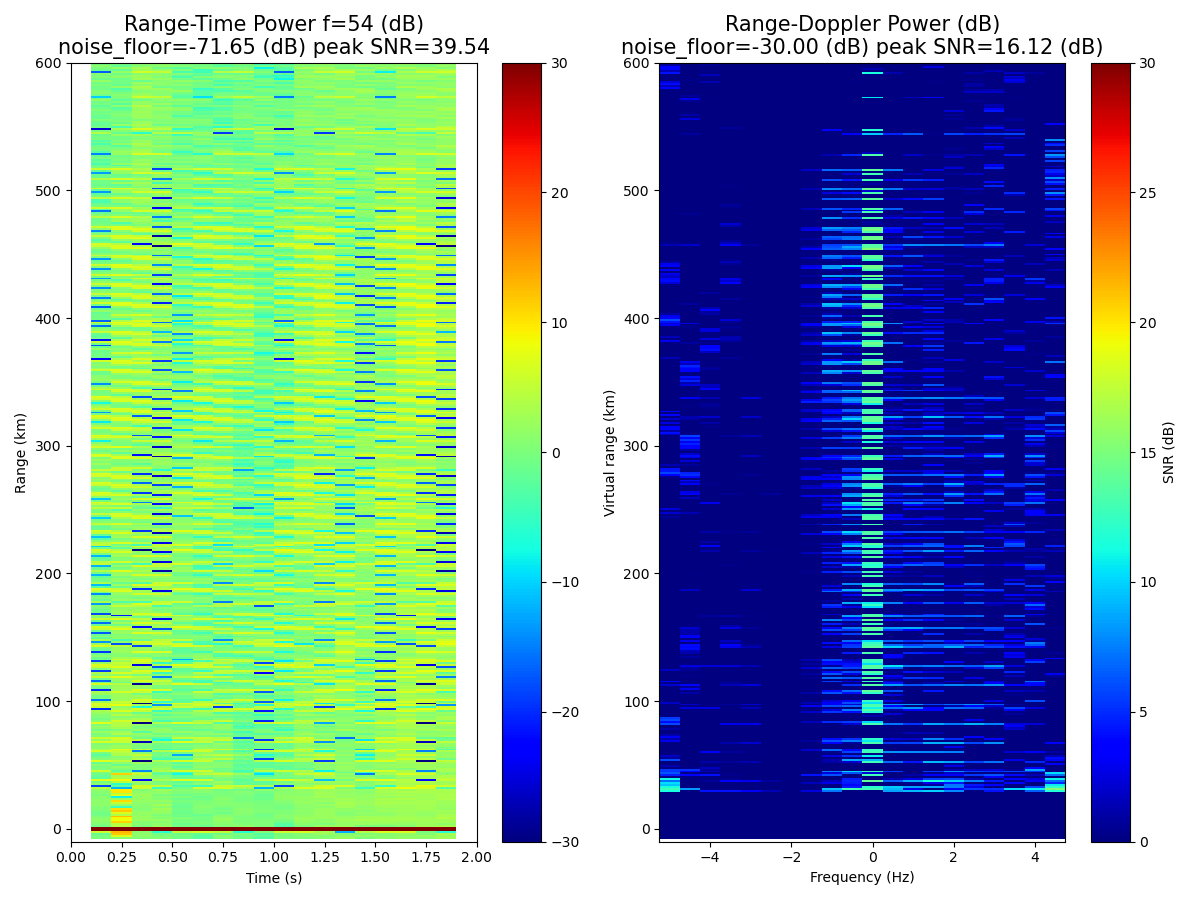 Range-Time Power f=54 (dB)
noise_floor=-71.65 (dB) peak SNR=39.54
Range-Doppler Power (dB)
noise_floor=-30.00 (dB) peak SNR=16.12 (dB)
600
500
400
300
200
100
0
Range (km)
0.00 0.25 0.50 0.75 1.00 1.25 1.50 1.75 2.00
Time (s)
30
20
10
0
−10
−20
−30
600
500
400
300
200
100
0
Virtual range (km)
−4 −2 0 2 4
Frequency (Hz)
30
25
20
15
10
5
0
SNR (dB)